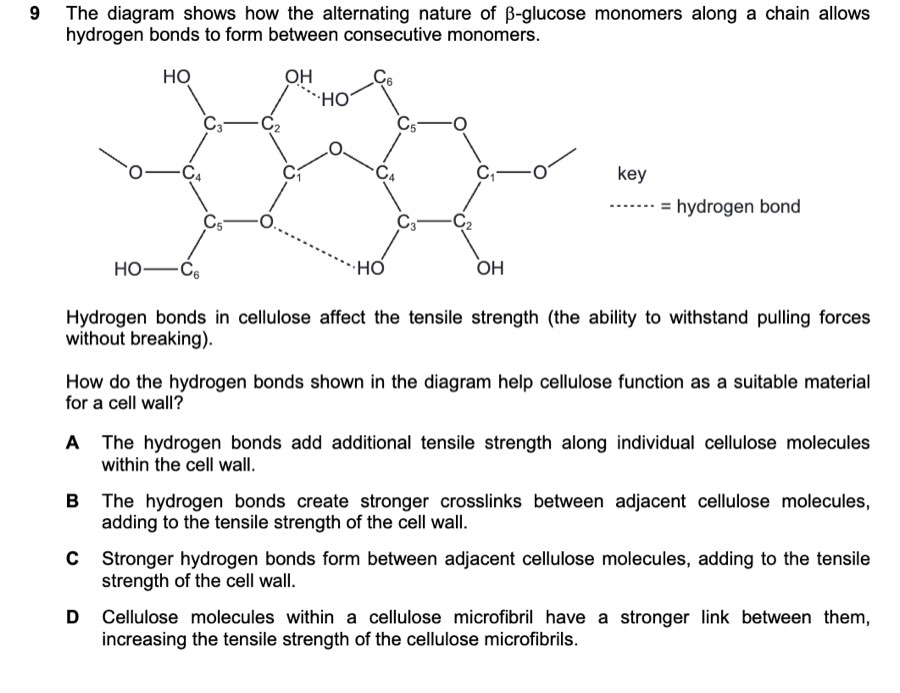 9 The diagram shows how the alternating nature of β-glucose monomers along a chain allows
hydrogen bonds to form between consecutive monomers.
HO OH C6
HO
C3 C2 C5 O
O
O C4 C1 C4 C1 O
C5 O C3 C2
HO C6 HO OH
key
= hydrogen bond
Hydrogen bonds in cellulose affect the tensile strength (the ability to withstand pulling forces
without breaking).
How do the hydrogen bonds shown in the diagram help cellulose function as a suitable material
for a cell wall?
A The hydrogen bonds add additional tensile strength along individual cellulose molecules
within the cell wall.
B The hydrogen bonds create stronger crosslinks between adjacent cellulose molecules,
adding to the tensile strength of the cell wall.
C Stronger hydrogen bonds form between adjacent cellulose molecules, adding to the tensile
strength of the cell wall.
D Cellulose molecules within a cellulose microfibril have a stronger link between them,
increasing the tensile strength of the cellulose microfibrils.